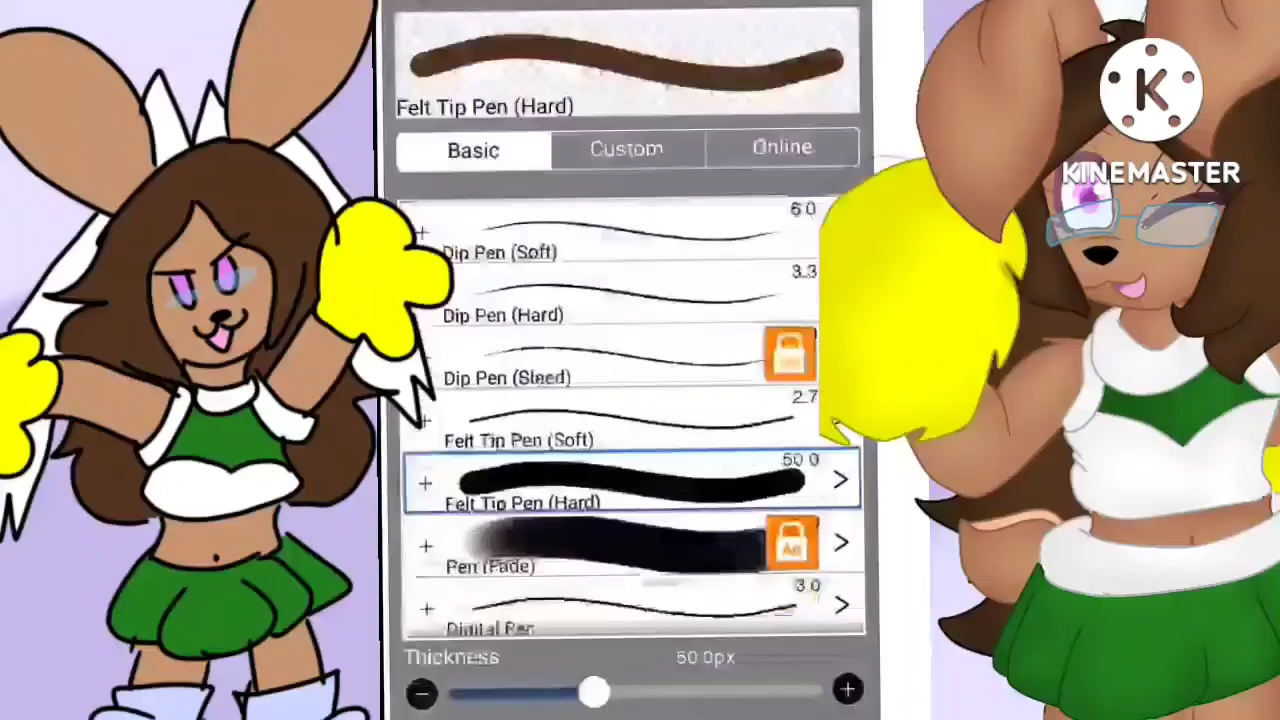 Felt Tip Pen (Hard)
Basic
Custom
Online
6.0
Dip Pen (Soft)
3.3
Dip Pen (Hard)
Dip Pen (Bleed)
2.7
Felt Tip Pen (Soft)
50.0
Felt Tip Pen (Hard)
Ad
Pen (Fade)
3.0
Digital Pen
Thickness
50.0px
K
KINEMASTER